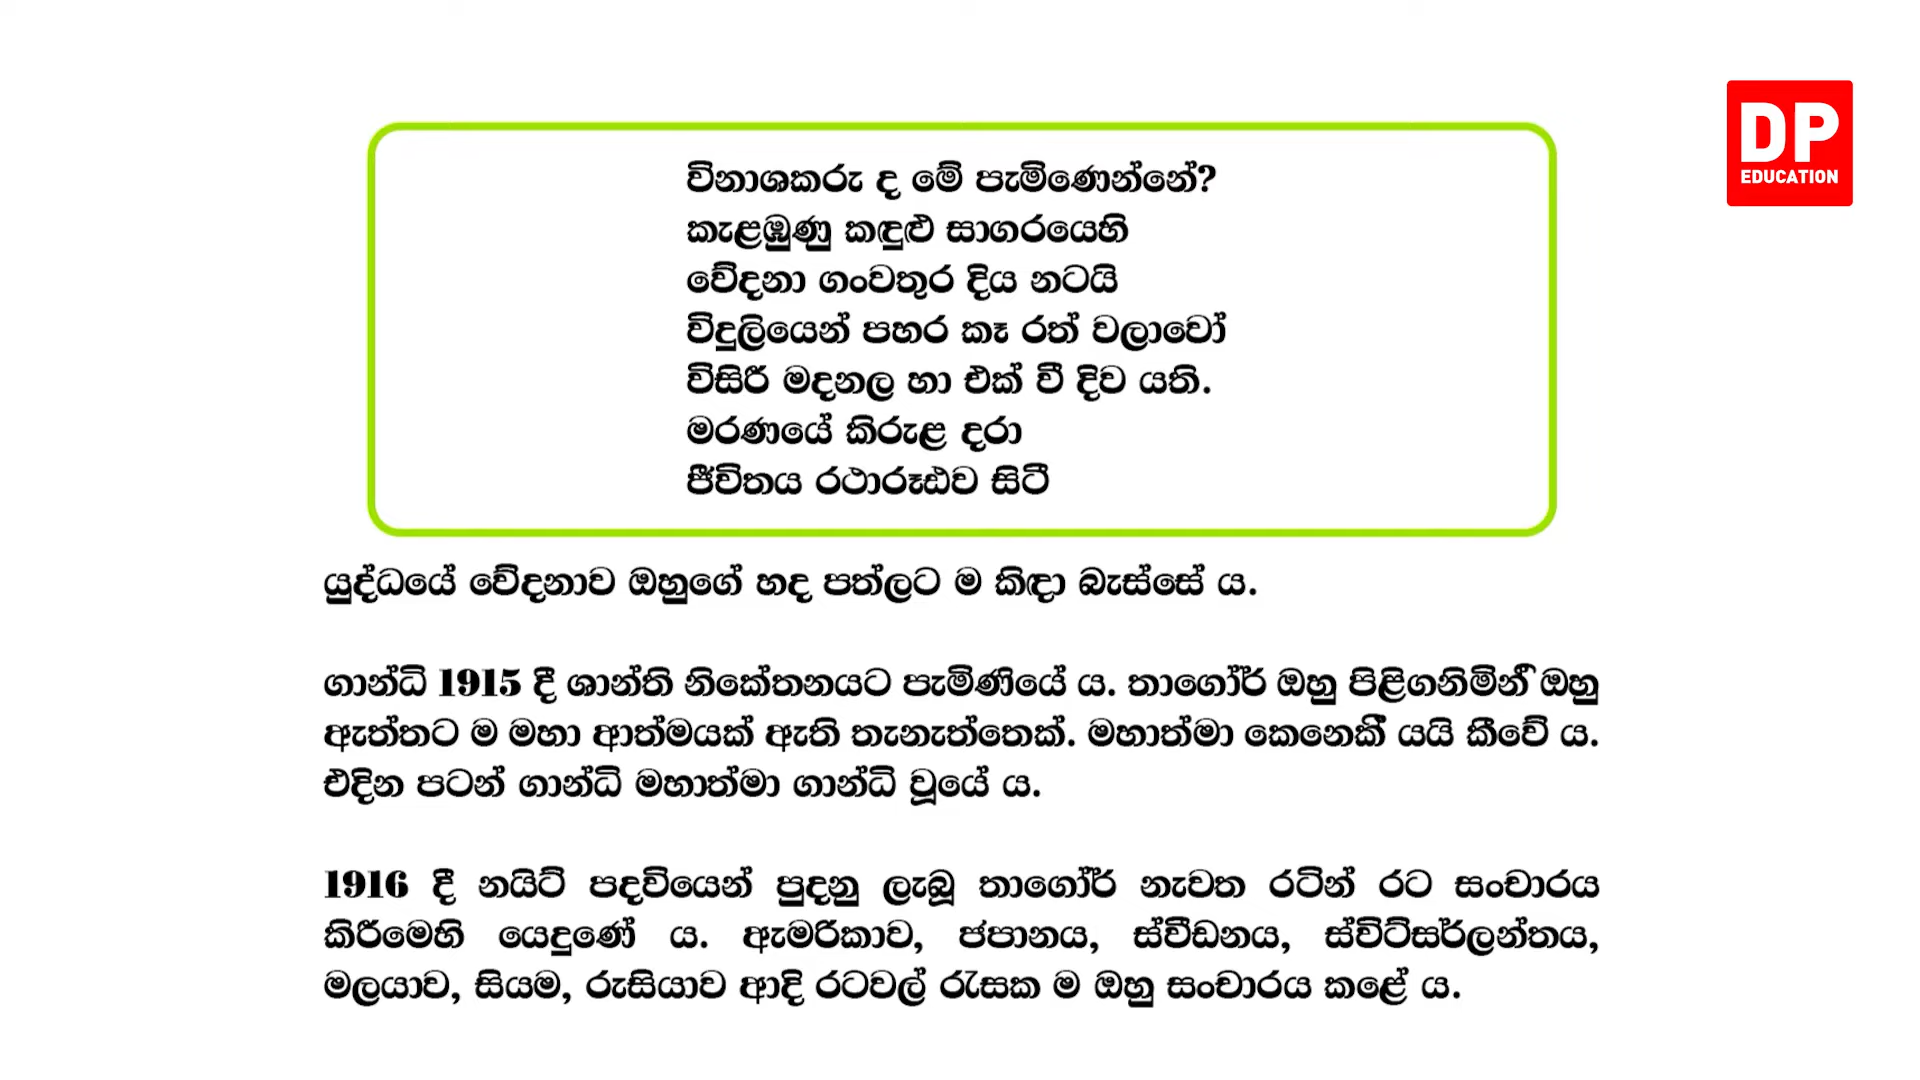 DP
EDUCATION
විනාශකරු ද මේ පැමිණෙන්නේ?
කැළඹුණු කඳුළු සාගරයෙහි
වේදනා ගංවතුර දිය නටයි
විදුලියෙන් පහර කෑ රත් වලාවෝ
විසිරී මදනල හා එක් වී දිව යති.
මරණයේ කිරුළ දරා
ජීවිතය රථාරූඪව සිටී
යුද්ධයේ වේදනාව ඔහුගේ හද පත්ලට ම කිඳා බැස්සේ ය.
ගාන්ධි 1915 දී ශාන්ති නිකේතනයට පැමිණියේ ය. තාගෝර් ඔහු පිළිගනිමින් ‍‍‍‍‍‍‍‍‍‍‍‍‍‍‍‍‍‍‍‍‍‍‍‍‍‍‍‍‍‍‍‍‍‍‍‍‍‍‍‍‍‍‍‍‍‍‍‍‍‍‍‍‍‍‍‍‍‍‍‍‍‍‍‍'ඔහු
ඇත්තට ම මහා ආත්මයක් ඇති තැනැත්තෙක්. මහාත්මා කෙනෙකි' යයි කීවේ ය.
එදින පටන් ගාන්ධි මහාත්මා ගාන්ධි වූයේ ය.
1916 දී නයිට් පදවියෙන් පුදනු ලැබූ තාගෝර් නැවත රටින් රට සංචාරය
කිරීමෙහි යෙදුණේ ය. ඇමරිකාව, ජපානය, ස්වීඩනය, ස්විට්සර්ලන්තය,
මලයාව, සියම, රුසියාව ආදි රටවල් රැසක ම ඔහු සංචාරය කළේ ය.